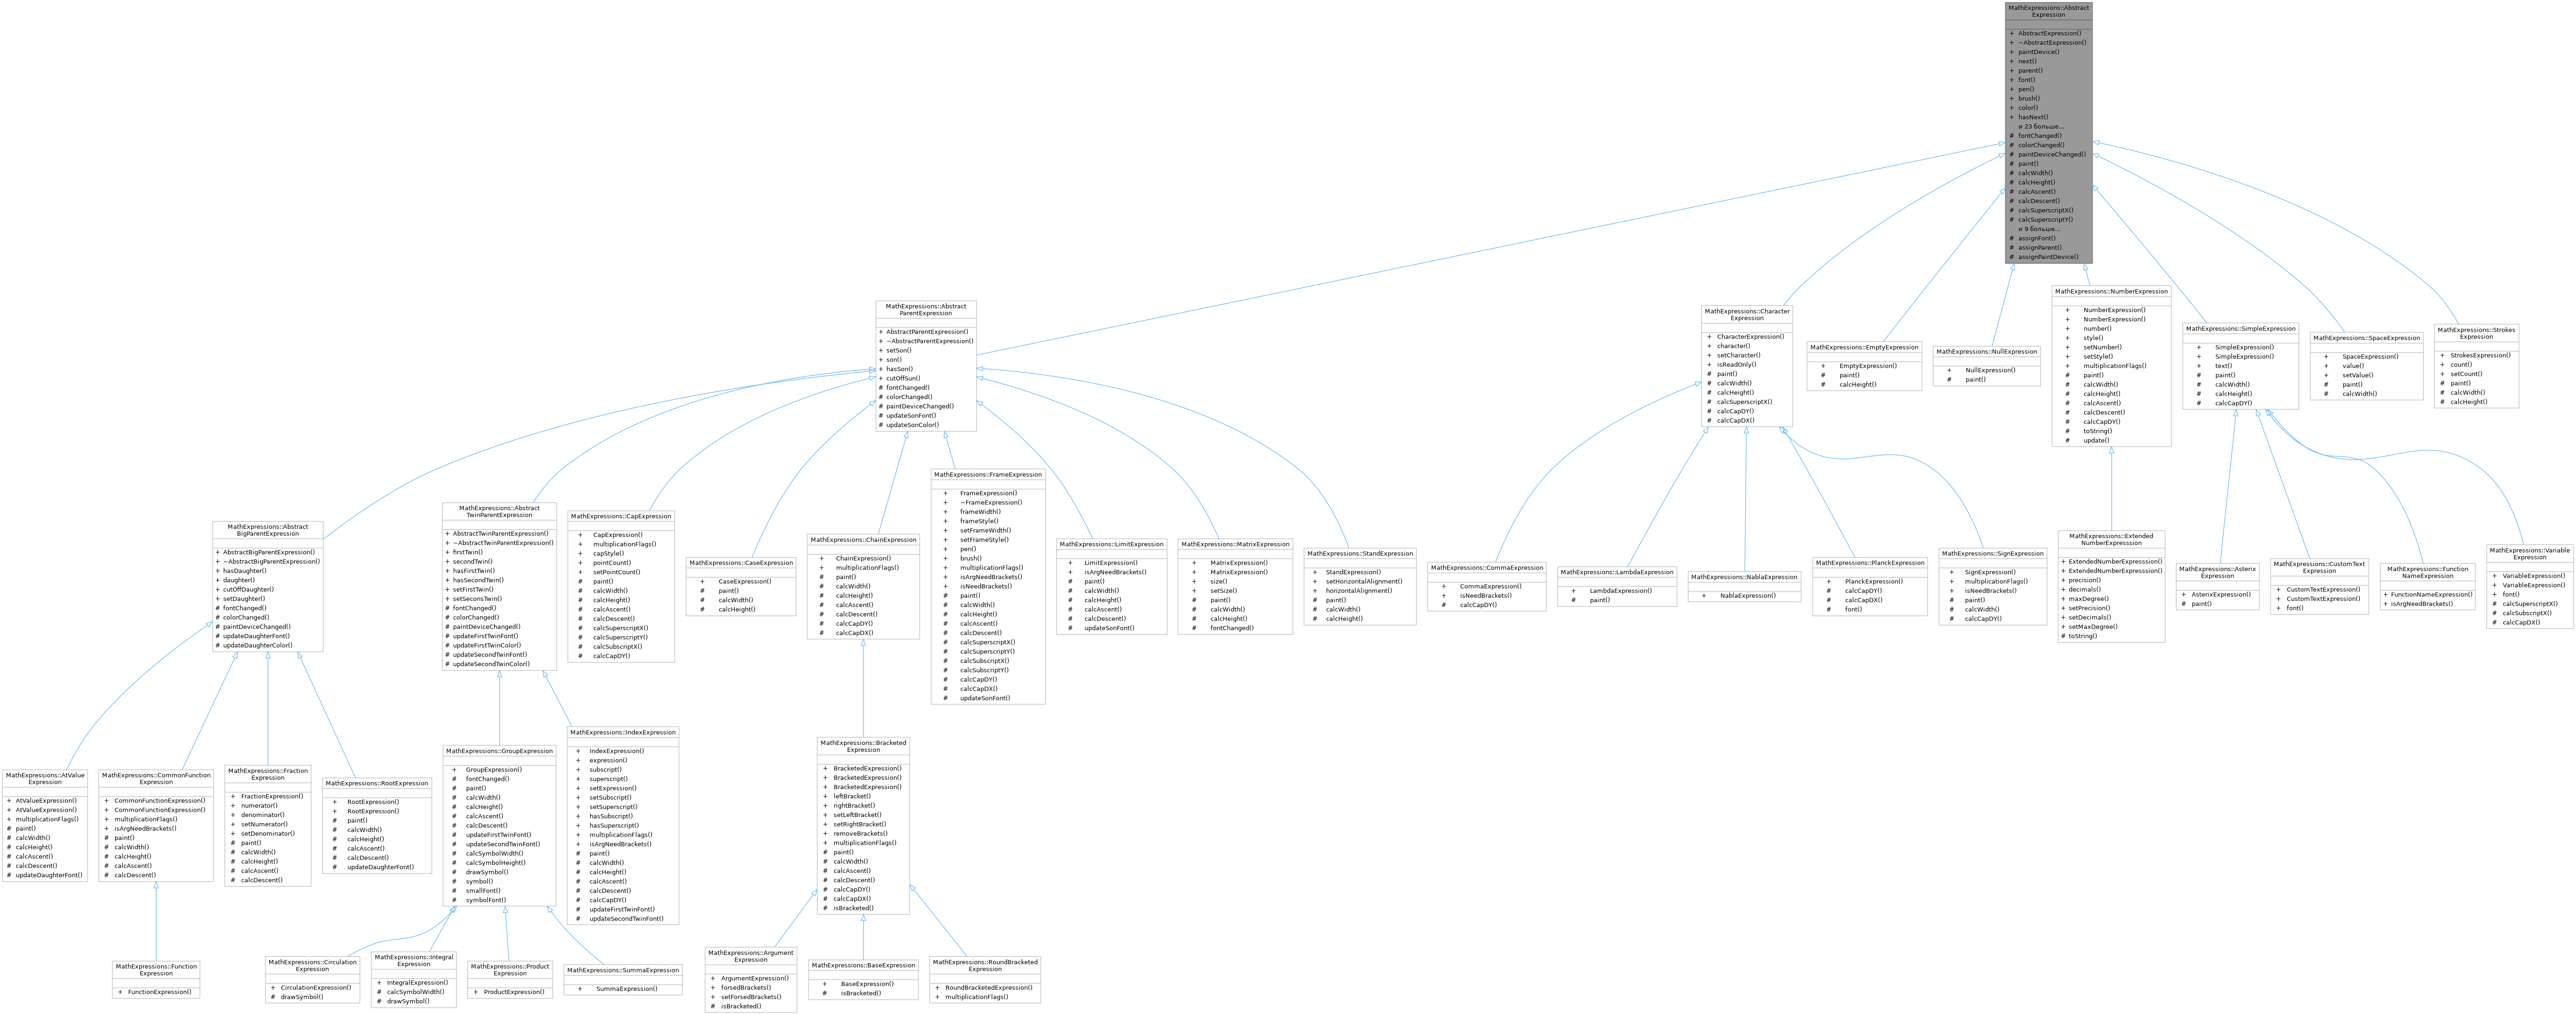 MathExpressions::Abstract
Expression
+ AbstractExpression()
+ ~AbstractExpression()
+ paintDevice()
+ next()
+ parent()
+ font()
+ pen()
+ brush()
+ color()
+ hasNext()
и 23 больше...
# fontChanged()
# colorChanged()
# paintDeviceChanged()
# paint()
# calcWidth()
# calcHeight()
# calcAscent()
# calcDescent()
# calcSuperscriptX()
# calcSuperscriptY()
и 9 больше...
# assignFont()
# assignParent()
# assignPaintDevice()
MathExpressions::Abstract
ParentExpression
+ AbstractParentExpression()
+ ~AbstractParentExpression()
+ setSon()
+ son()
+ hasSon()
+ cutOffSun()
# fontChanged()
# colorChanged()
# paintDeviceChanged()
# updateSonFont()
# updateSonColor()
MathExpressions::Character
Expression
+ CharacterExpression()
+ character()
+ setCharacter()
+ isReadOnly()
# paint()
# calcWidth()
# calcHeight()
# calcSuperscriptX()
# calcCapDY()
# calcCapDX()
MathExpressions::EmptyExpression
+ EmptyExpression()
# paint()
# calcHeight()
MathExpressions::NullExpression
+ NullExpression()
# paint()
MathExpressions::NumberExpression
+ NumberExpression()
+ NumberExpression()
+ number()
+ style()
+ setNumber()
+ setStyle()
+ multiplicationFlags()
# paint()
# calcWidth()
# calcHeight()
# calcAscent()
# calcDescent()
# calcCapDY()
# toString()
# update()
MathExpressions::SimpleExpression
+ SimpleExpression()
+ SimpleExpression()
+ text()
# paint()
# calcWidth()
# calcHeight()
# calcCapDY()
MathExpressions::SpaceExpression
+ SpaceExpression()
+ value()
+ setValue()
# paint()
# calcWidth()
MathExpressions::Strokes
Expression
+ StrokesExpression()
+ count()
+ setCount()
# paint()
# calcWidth()
# calcHeight()
MathExpressions::Abstract
BigParentExpression
+ AbstractBigParentExpression()
+ ~AbstractBigParentExpression()
+ hasDaughter()
+ daughter()
+ cutOffDaughter()
+ setDaughter()
# fontChanged()
# colorChanged()
# paintDeviceChanged()
# updateDaughterFont()
# updateDaughterColor()
MathExpressions::Abstract
TwinParentExpression
+ AbstractTwinParentExpression()
+ ~AbstractTwinParentExpression()
+ firstTwin()
+ secondTwin()
+ hasFirstTwin()
+ hasSecondTwin()
+ setFirstTwin()
+ setSeconsTwin()
# fontChanged()
# colorChanged()
# paintDeviceChanged()
# updateFirstTwinFont()
# updateFirstTwinColor()
# updateSecondTwinFont()
# updateSecondTwinColor()
MathExpressions::CapExpression
+ CapExpression()
+ multiplicationFlags()
+ capStyle()
+ pointCount()
+ setPointCount()
# paint()
# calcWidth()
# calcHeight()
# calcAscent()
# calcDescent()
# calcSuperscriptX()
# calcSuperscriptY()
# calcSubscriptX()
# calcCapDY()
MathExpressions::CaseExpression
+ CaseExpression()
# paint()
# calcWidth()
# calcHeight()
MathExpressions::ChainExpression
+ ChainExpression()
+ multiplicationFlags()
# paint()
# calcWidth()
# calcHeight()
# calcAscent()
# calcDescent()
# calcCapDY()
# calcCapDX()
MathExpressions::FrameExpression
+ FrameExpression()
+ ~FrameExpression()
+ frameWidth()
+ frameStyle()
+ setFrameWidth()
+ setFrameStyle()
+ pen()
+ brush()
+ multiplicationFlags()
+ isArgNeedBrackets()
+ isNeedBrackets()
# paint()
# calcWidth()
# calcHeight()
# calcAscent()
# calcDescent()
# calcSuperscriptX()
# calcSuperscriptY()
# calcSubscriptX()
# calcSubscriptY()
# calcCapDY()
# calcCapDX()
# updateSonFont()
MathExpressions::LimitExpression
+ LimitExpression()
+ isArgNeedBrackets()
# paint()
# calcWidth()
# calcHeight()
# calcAscent()
# calcDescent()
# updateSonFont()
MathExpressions::MatrixExpression
+ MatrixExpression()
+ MatrixExpression()
+ size()
+ setSize()
# paint()
# calcWidth()
# calcHeight()
# fontChanged()
MathExpressions::StandExpression
+ StandExpression()
+ setHorizontalAlignment()
+ horizontalAlignment()
# paint()
# calcWidth()
# calcHeight()
MathExpressions::CommaExpression
+ CommaExpression()
+ isNeedBrackets()
# calcCapDY()
MathExpressions::LambdaExpression
+ LambdaExpression()
# paint()
MathExpressions::NablaExpression
+ NablaExpression()
MathExpressions::PlanckExpression
+ PlanckExpression()
# calcCapDY()
# calcCapDX()
# font()
MathExpressions::SignExpression
+ SignExpression()
+ multiplicationFlags()
+ isNeedBrackets()
# paint()
# calcWidth()
# calcCapDY()
MathExpressions::Extended
NumberExpresssion
+ ExtendedNumberExpresssion()
+ ExtendedNumberExpresssion()
+ precision()
+ decimals()
+ maxDegree()
+ setPrecision()
+ setDecimals()
+ setMaxDegree()
# toString()
MathExpressions::Asterix
Expression
+ AsterixExpression()
# paint()
MathExpressions::CustomText
Expression
+ CustomTextExpression()
+ CustomTextExpression()
+ font()
MathExpressions::Function
NameExpression
+ FunctionNameExpression()
+ isArgNeedBrackets()
MathExpressions::Variable
Expression
+ VariableExpression()
+ VariableExpression()
+ font()
# calcSuperscriptX()
# calcSubscriptX()
# calcCapDX()
MathExpressions::AtValue
Expression
+ AtValueExpression()
+ AtValueExpression()
+ multiplicationFlags()
# paint()
# calcWidth()
# calcHeight()
# calcAscent()
# calcDescent()
# updateDaughterFont()
MathExpressions::CommonFunction
Expression
+ CommonFunctionExpression()
+ CommonFunctionExpression()
+ multiplicationFlags()
+ isArgNeedBrackets()
# paint()
# calcWidth()
# calcHeight()
# calcAscent()
# calcDescent()
MathExpressions::Fraction
Expression
+ FractionExpression()
+ numerator()
+ denominator()
+ setNumerator()
+ setDenominator()
# paint()
# calcWidth()
# calcHeight()
# calcAscent()
# calcDescent()
MathExpressions::RootExpression
+ RootExpression()
+ RootExpression()
# paint()
# calcWidth()
# calcHeight()
# calcAscent()
# calcDescent()
# updateDaughterFont()
MathExpressions::GroupExpression
+ GroupExpression()
# fontChanged()
# paint()
# calcWidth()
# calcHeight()
# calcAscent()
# calcDescent()
# updateFirstTwinFont()
# updateSecondTwinFont()
# calcSymbolWidth()
# calcSymbolHeight()
# drawSymbol()
# symbol()
# smallFont()
# symbolFont()
MathExpressions::IndexExpression
+ IndexExpression()
+ expression()
+ subscript()
+ superscript()
+ setExpression()
+ setSubscript()
+ setSuperscript()
+ hasSubscript()
+ hasSuperscript()
+ multiplicationFlags()
+ isArgNeedBrackets()
# paint()
# calcWidth()
# calcHeight()
# calcAscent()
# calcDescent()
# calcCapDY()
# updateFirstTwinFont()
# updateSecondTwinFont()
MathExpressions::Bracketed
Expression
+ BracketedExpression()
+ BracketedExpression()
+ BracketedExpression()
+ leftBracket()
+ rightBracket()
+ setLeftBracket()
+ setRightBracket()
+ removeBrackets()
+ multiplicationFlags()
# paint()
# calcWidth()
# calcAscent()
# calcDescent()
# calcCapDY()
# calcCapDX()
# isBracketed()
MathExpressions::Function
Expression
+ FunctionExpression()
MathExpressions::Circulation
Expression
+ CirculationExpression()
# drawSymbol()
MathExpressions::Integral
Expression
+ IntegralExpression()
# calcSymbolWidth()
# drawSymbol()
MathExpressions::Product
Expression
+ ProductExpression()
MathExpressions::SummaExpression
+ SummaExpression()
MathExpressions::Argument
Expression
+ ArgumentExpression()
+ forsedBrackets()
+ setForsedBrackets()
# isBracketed()
MathExpressions::BaseExpression
+ BaseExpression()
# isBracketed()
MathExpressions::RoundBracketed
Expression
+ RoundBracketedExpression()
+ multiplicationFlags()